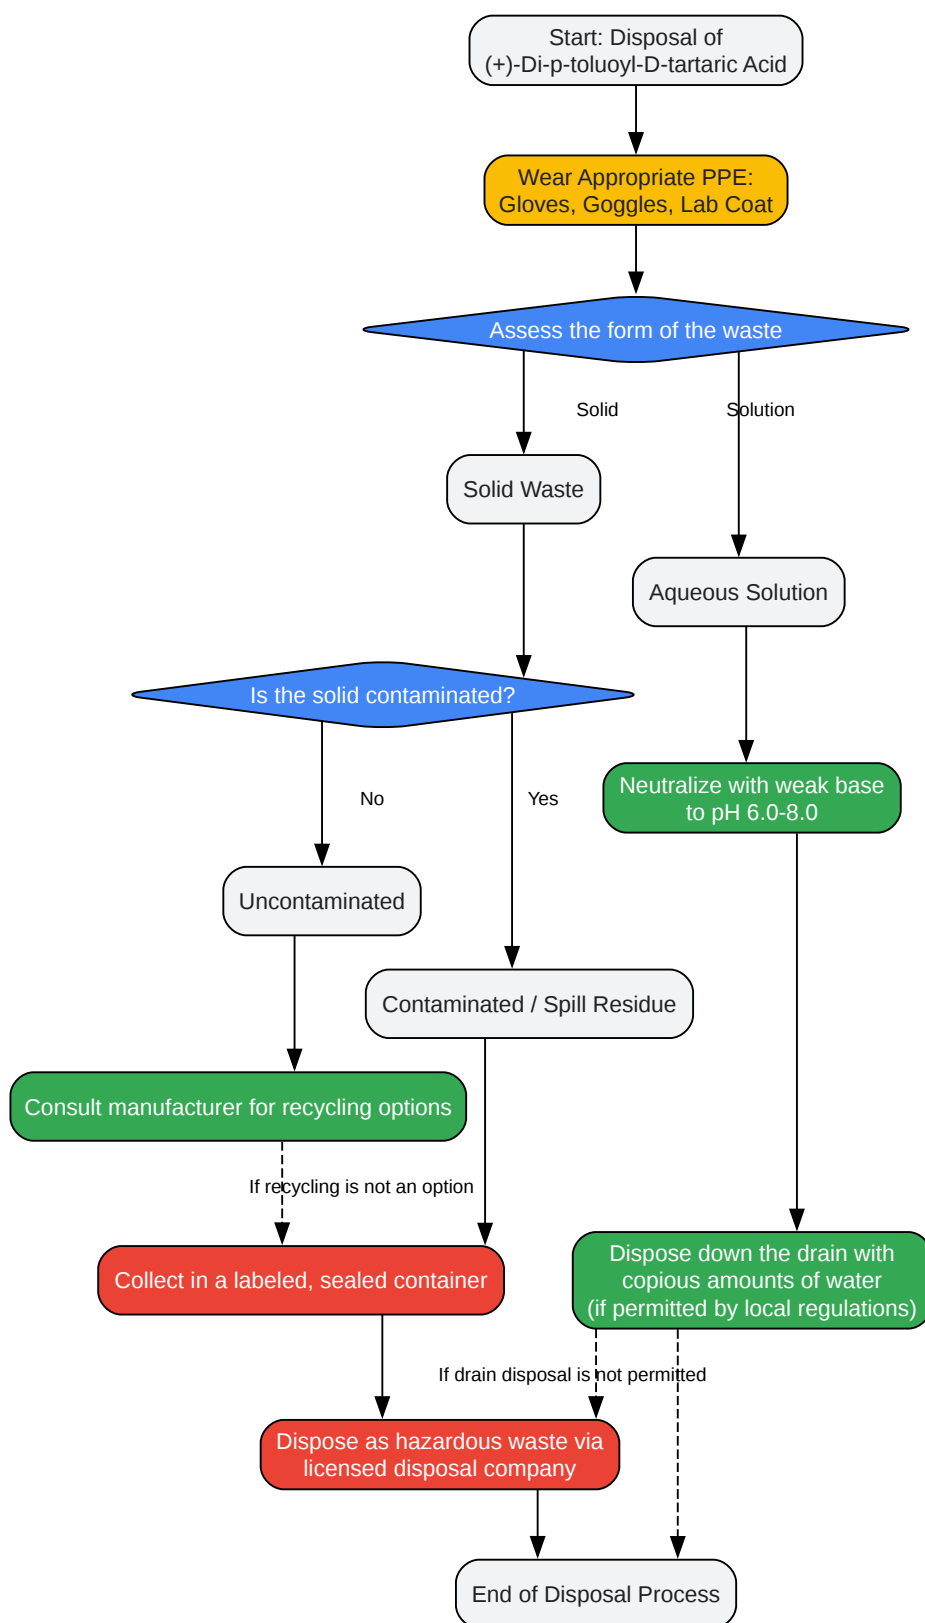 Start: Disposal of
(+)-Di-p-toluoyl-D-tartaric Acid
Wear Appropriate PPE:
Gloves, Goggles, Lab Coat
Assess the form of the waste
Solid
Solution
Solid Waste
Aqueous Solution
Is the solid contaminated?
Neutralize with weak base
to pH 6.0-8.0
No
Yes
Uncontaminated
Contaminated / Spill Residue
Consult manufacturer for recycling options
If recycling is not an option
Collect in a labeled, sealed container
Dispose down the drain with
copious amounts of water
(if permitted by local regulations)
If drain disposal is not permitted
Dispose as hazardous waste via
licensed disposal company
End of Disposal Process